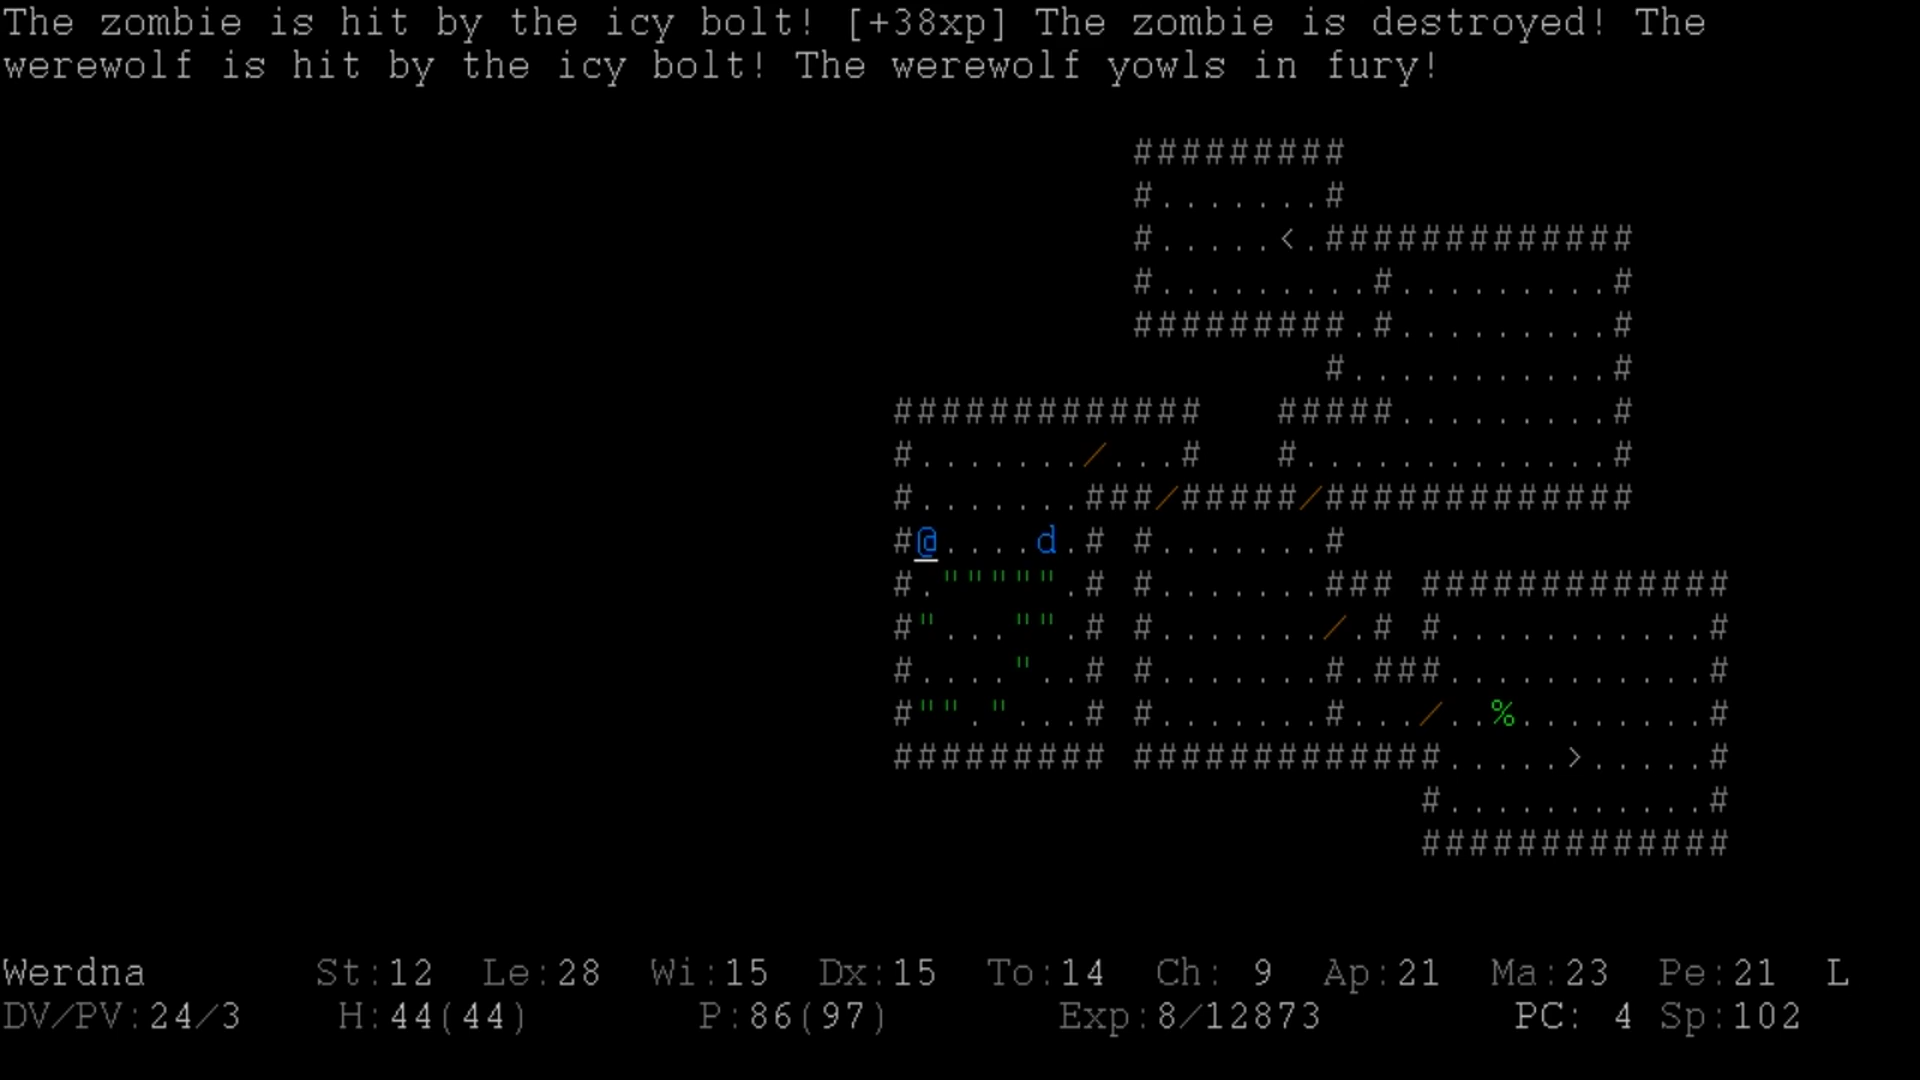 The zombie is hit by the icy bolt! [+38xp] The zombie is destroyed! The
werewolf is hit by the icy bolt! The werewolf yowls in fury!
#########
#.......#
#.....<.#############
#.........#.........#
#########.#.........#
#...........#
############# #####.........#
#......./...# #.............#
#.......###/#####/#############
#@....d.# #.......#
#.""""".# #.......### #############
#"..."".# #......./.# #...........#
#...."..# #.......#.###...........#
#""."...# #.......#.../..%........#
######### #############.....>.....#
#...........#
#############
Werdna St:12 Le:28 Wi:15 Dx:15 To:14 Ch: 9 Ap:21 Ma:23 Pe:21 L
DV/PV:24/3 H:44(44) P:86(97) Exp:8/12873 PC: 4 Sp:102